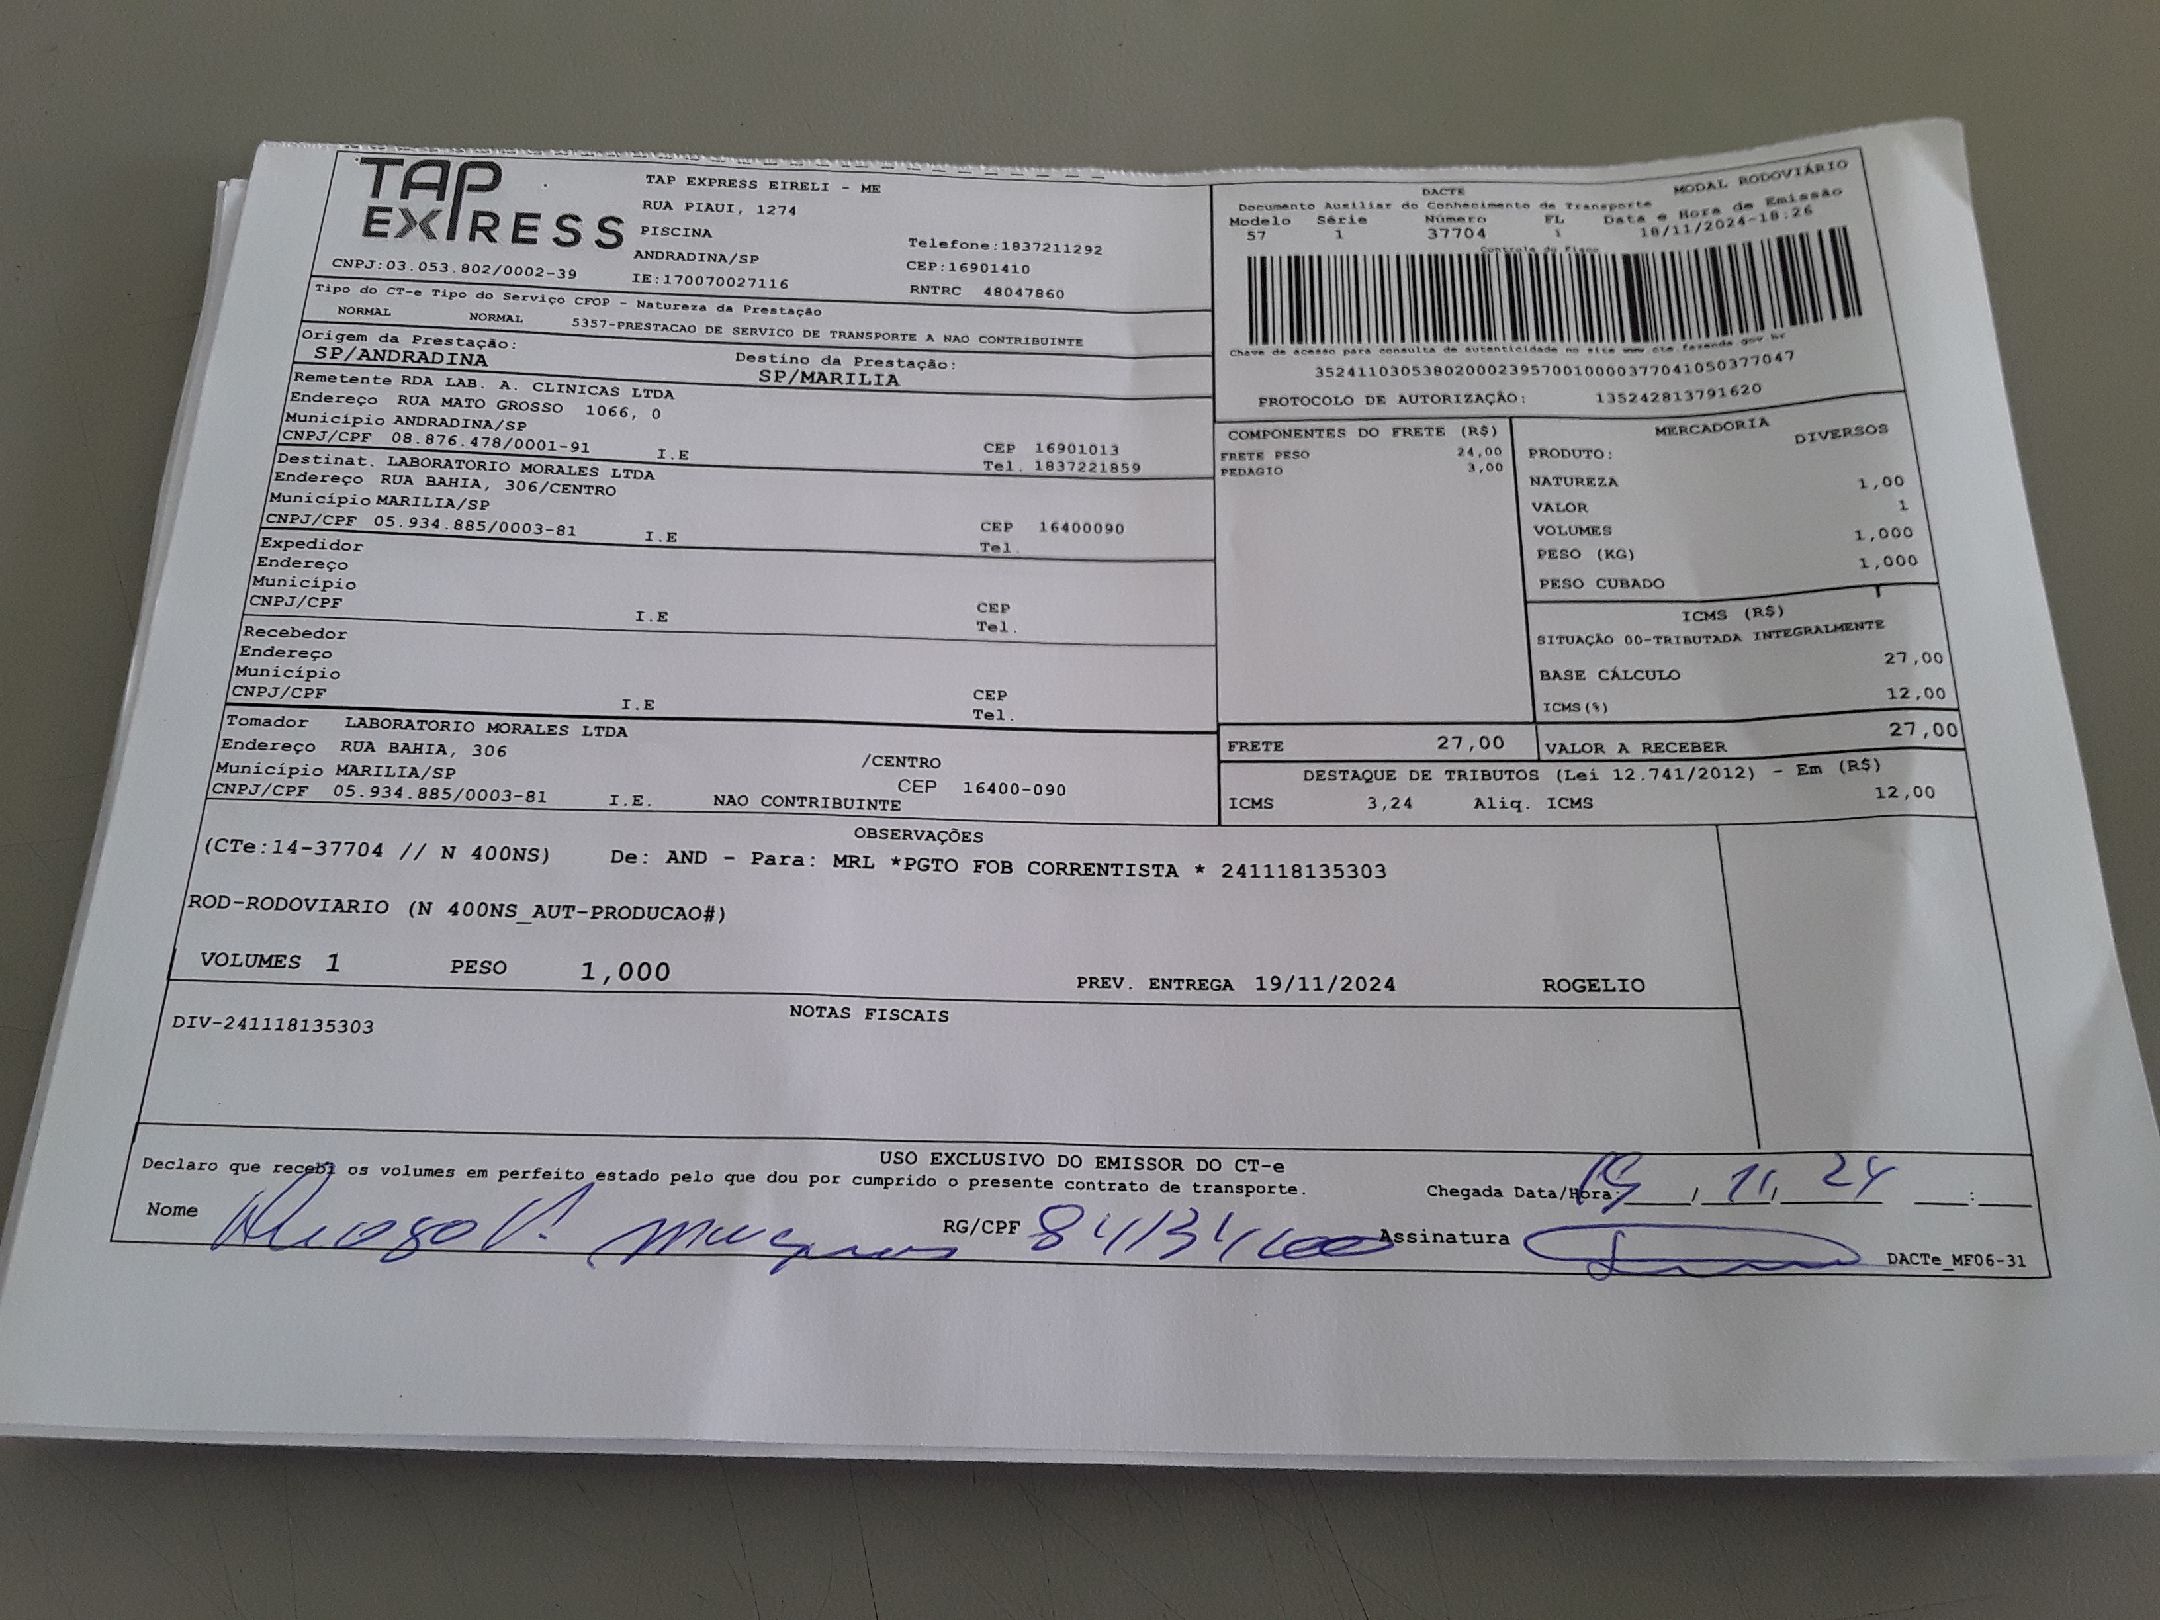 TAP EXPRESS
TAP EXPRESS EIRELI - ME
RUA PIAUI, 1274
PISCINA
ANDRADINA/SP
Telefone:1837211292
CEP:16901410
CNPJ:03.053.802/0002-39
IE:170070027116
RNTRC 48047860
Tipo do CT-e Tipo do Serviço CFOP - Natureza da Prestação
NORMAL NORMAL 5357-PRESTACAO DE SERVICO DE TRANSPORTE A NAO CONTRIBUINTE
Origem da Prestação:
SP/ANDRADINA
Destino da Prestação:
SP/MARILIA
Remetente RDA LAB. A. CLINICAS LTDA
Endereço RUA MATO GROSSO 1066, 0
Município ANDRADINA/SP
CNPJ/CPF 08.876.478/0001-91 I.E
CEP 16901013
Tel. 1837221859
Destinat. LABORATORIO MORALES LTDA
Endereço RUA BAHIA, 306/CENTRO
Município MARILIA/SP
CNPJ/CPF 05.934.885/0003-81 I.E
CEP 16400090
Tel.
Expedidor
Endereço
Município
CNPJ/CPF I.E
CEP
Tel.
Recebedor
Endereço
Município
CNPJ/CPF I.E
CEP
Tel.
Tomador LABORATORIO MORALES LTDA
Endereço RUA BAHIA, 306 /CENTRO
Município MARILIA/SP CEP 16400-090
CNPJ/CPF 05.934.885/0003-81 I.E. NAO CONTRIBUINTE
DACTE MODAL RODOVIÁRIO
Documento Auxiliar do Conhecimento de Transporte
Modelo Série Número FL Data e Hora de Emissão
57 1 37704 1 18/11/2024-18:26
Controle do Fisco
Chave de acesso para consulta de autenticidade no site www.cte.fazenda.gov.br
35241103053802000239570010000377041050377047
PROTOCOLO DE AUTORIZAÇÃO: 135242813791620
COMPONENTES DO FRETE (R$)
FRETE PESO 24,00
PEDAGIO 3,00
MERCADORIA
PRODUTO: DIVERSOS
NATUREZA
VALOR 1,00
VOLUMES 1
PESO (KG) 1,000
PESO CUBADO 1,000
ICMS (R$)
SITUAÇÃO 00-TRIBUTADA INTEGRALMENTE
BASE CÁLCULO 27,00
ICMS(%) 12,00
FRETE 27,00 VALOR A RECEBER 27,00
DESTAQUE DE TRIBUTOS (Lei 12.741/2012) - Em (R$)
ICMS 3,24 Aliq. ICMS 12,00
OBSERVAÇÕES
(CTe:14-37704 // N 400NS) De: AND - Para: MRL *PGTO FOB CORRENTISTA * 241118135303
ROD-RODOVIARIO (N 400NS_AUT-PRODUCAO#)
VOLUMES 1 PESO 1,000 PREV. ENTREGA 19/11/2024 ROGELIO
NOTAS FISCAIS
DIV-241118135303
USO EXCLUSIVO DO EMISSOR DO CT-e
Declaro que recebi os volumes em perfeito estado pelo que dou por cumprido o presente contrato de transporte.
Chegada Data/Hora: 19 / 11 / 24 :
Nome RG/CPF Assinatura
DACTe_MF06-31